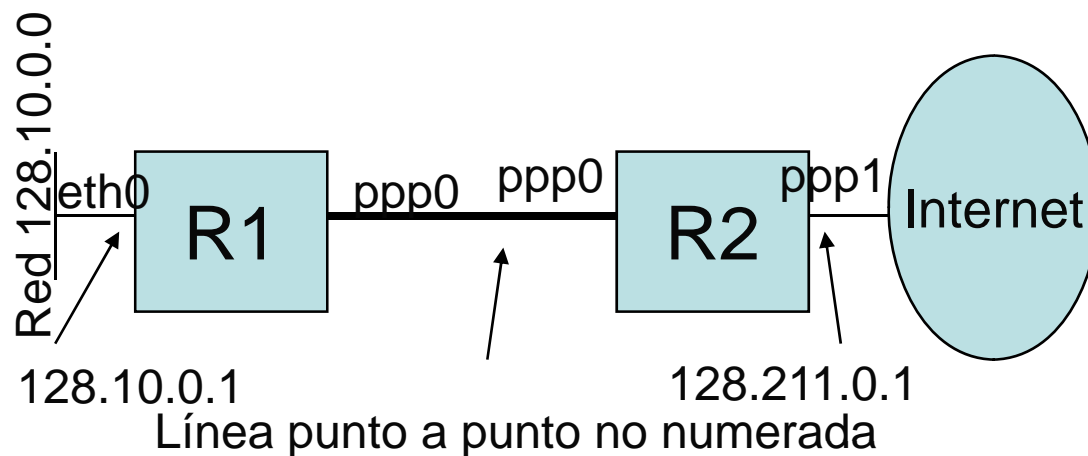 Red 128.10.0.0
eth0
R1
ppp0
ppp0
R2
ppp1
Internet
128.10.0.1
128.211.0.1
Línea punto a punto no numerada